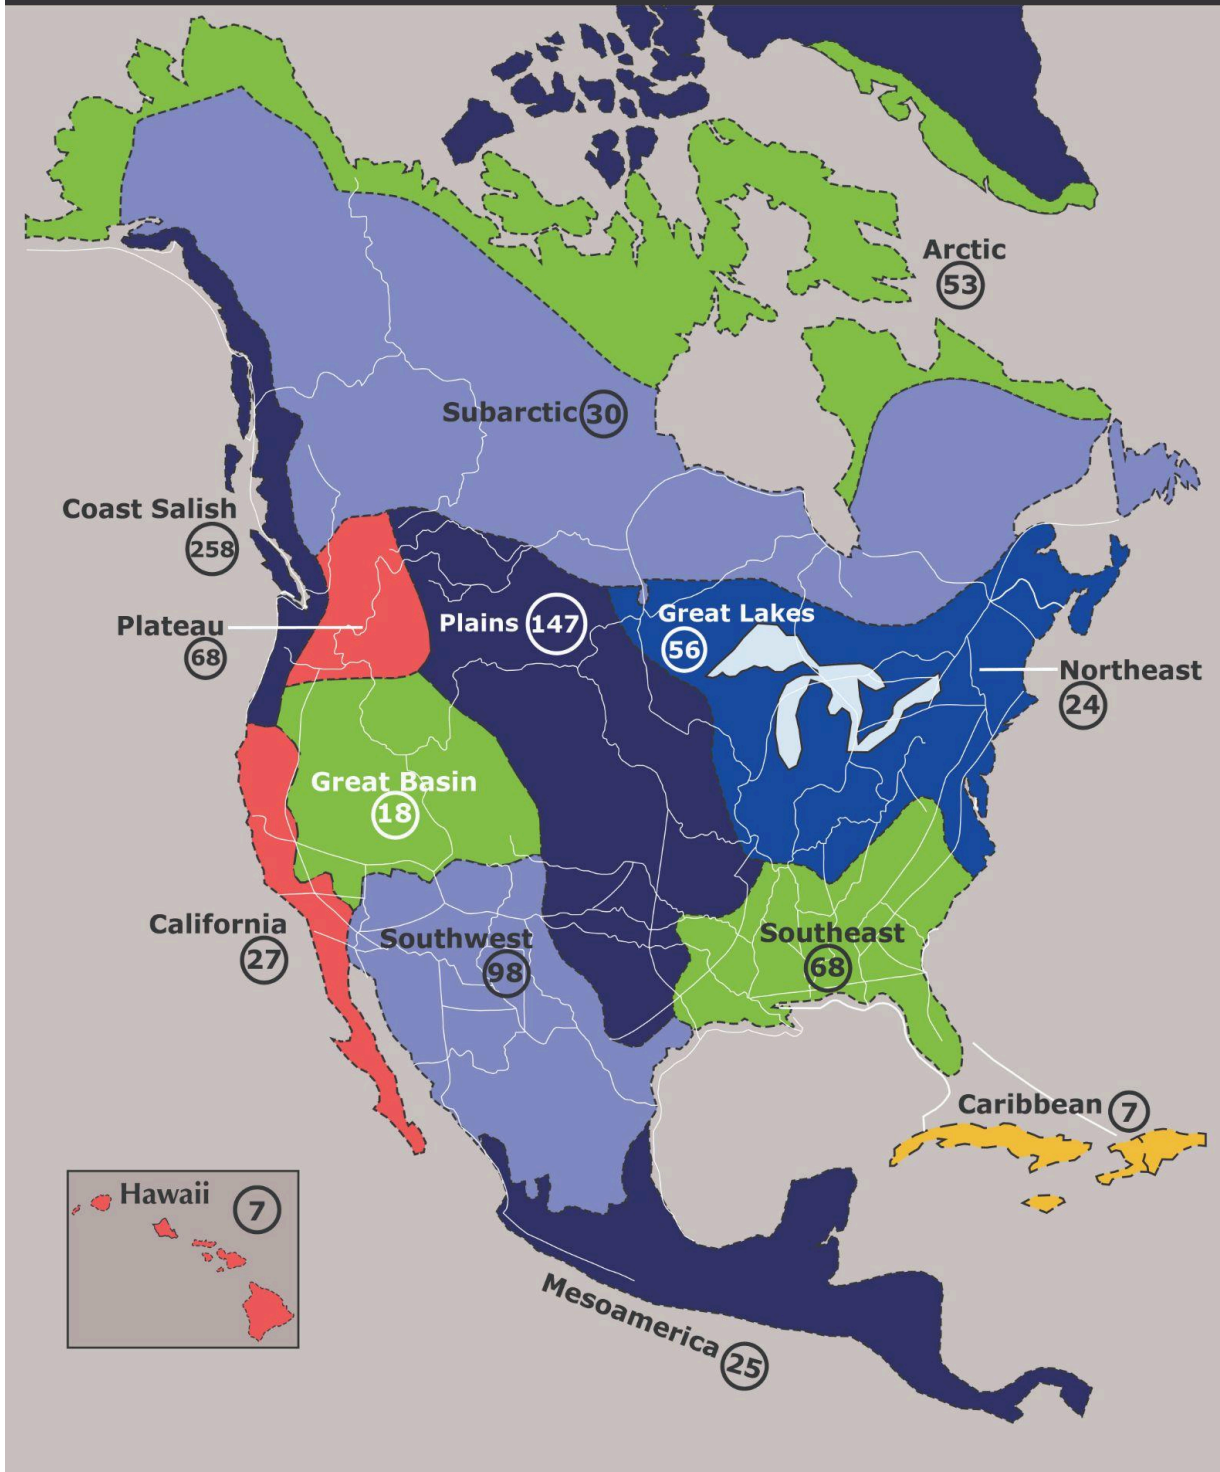 Arctic
53
Subarctic 30
Coast Salish
258
Plateau
68
Plains 147
Great Lakes
56
Northeast
24
Great Basin
18
California
27
Southwest
98
Southeast
68
Caribbean 7
Hawaii 7
Mesoamerica 25